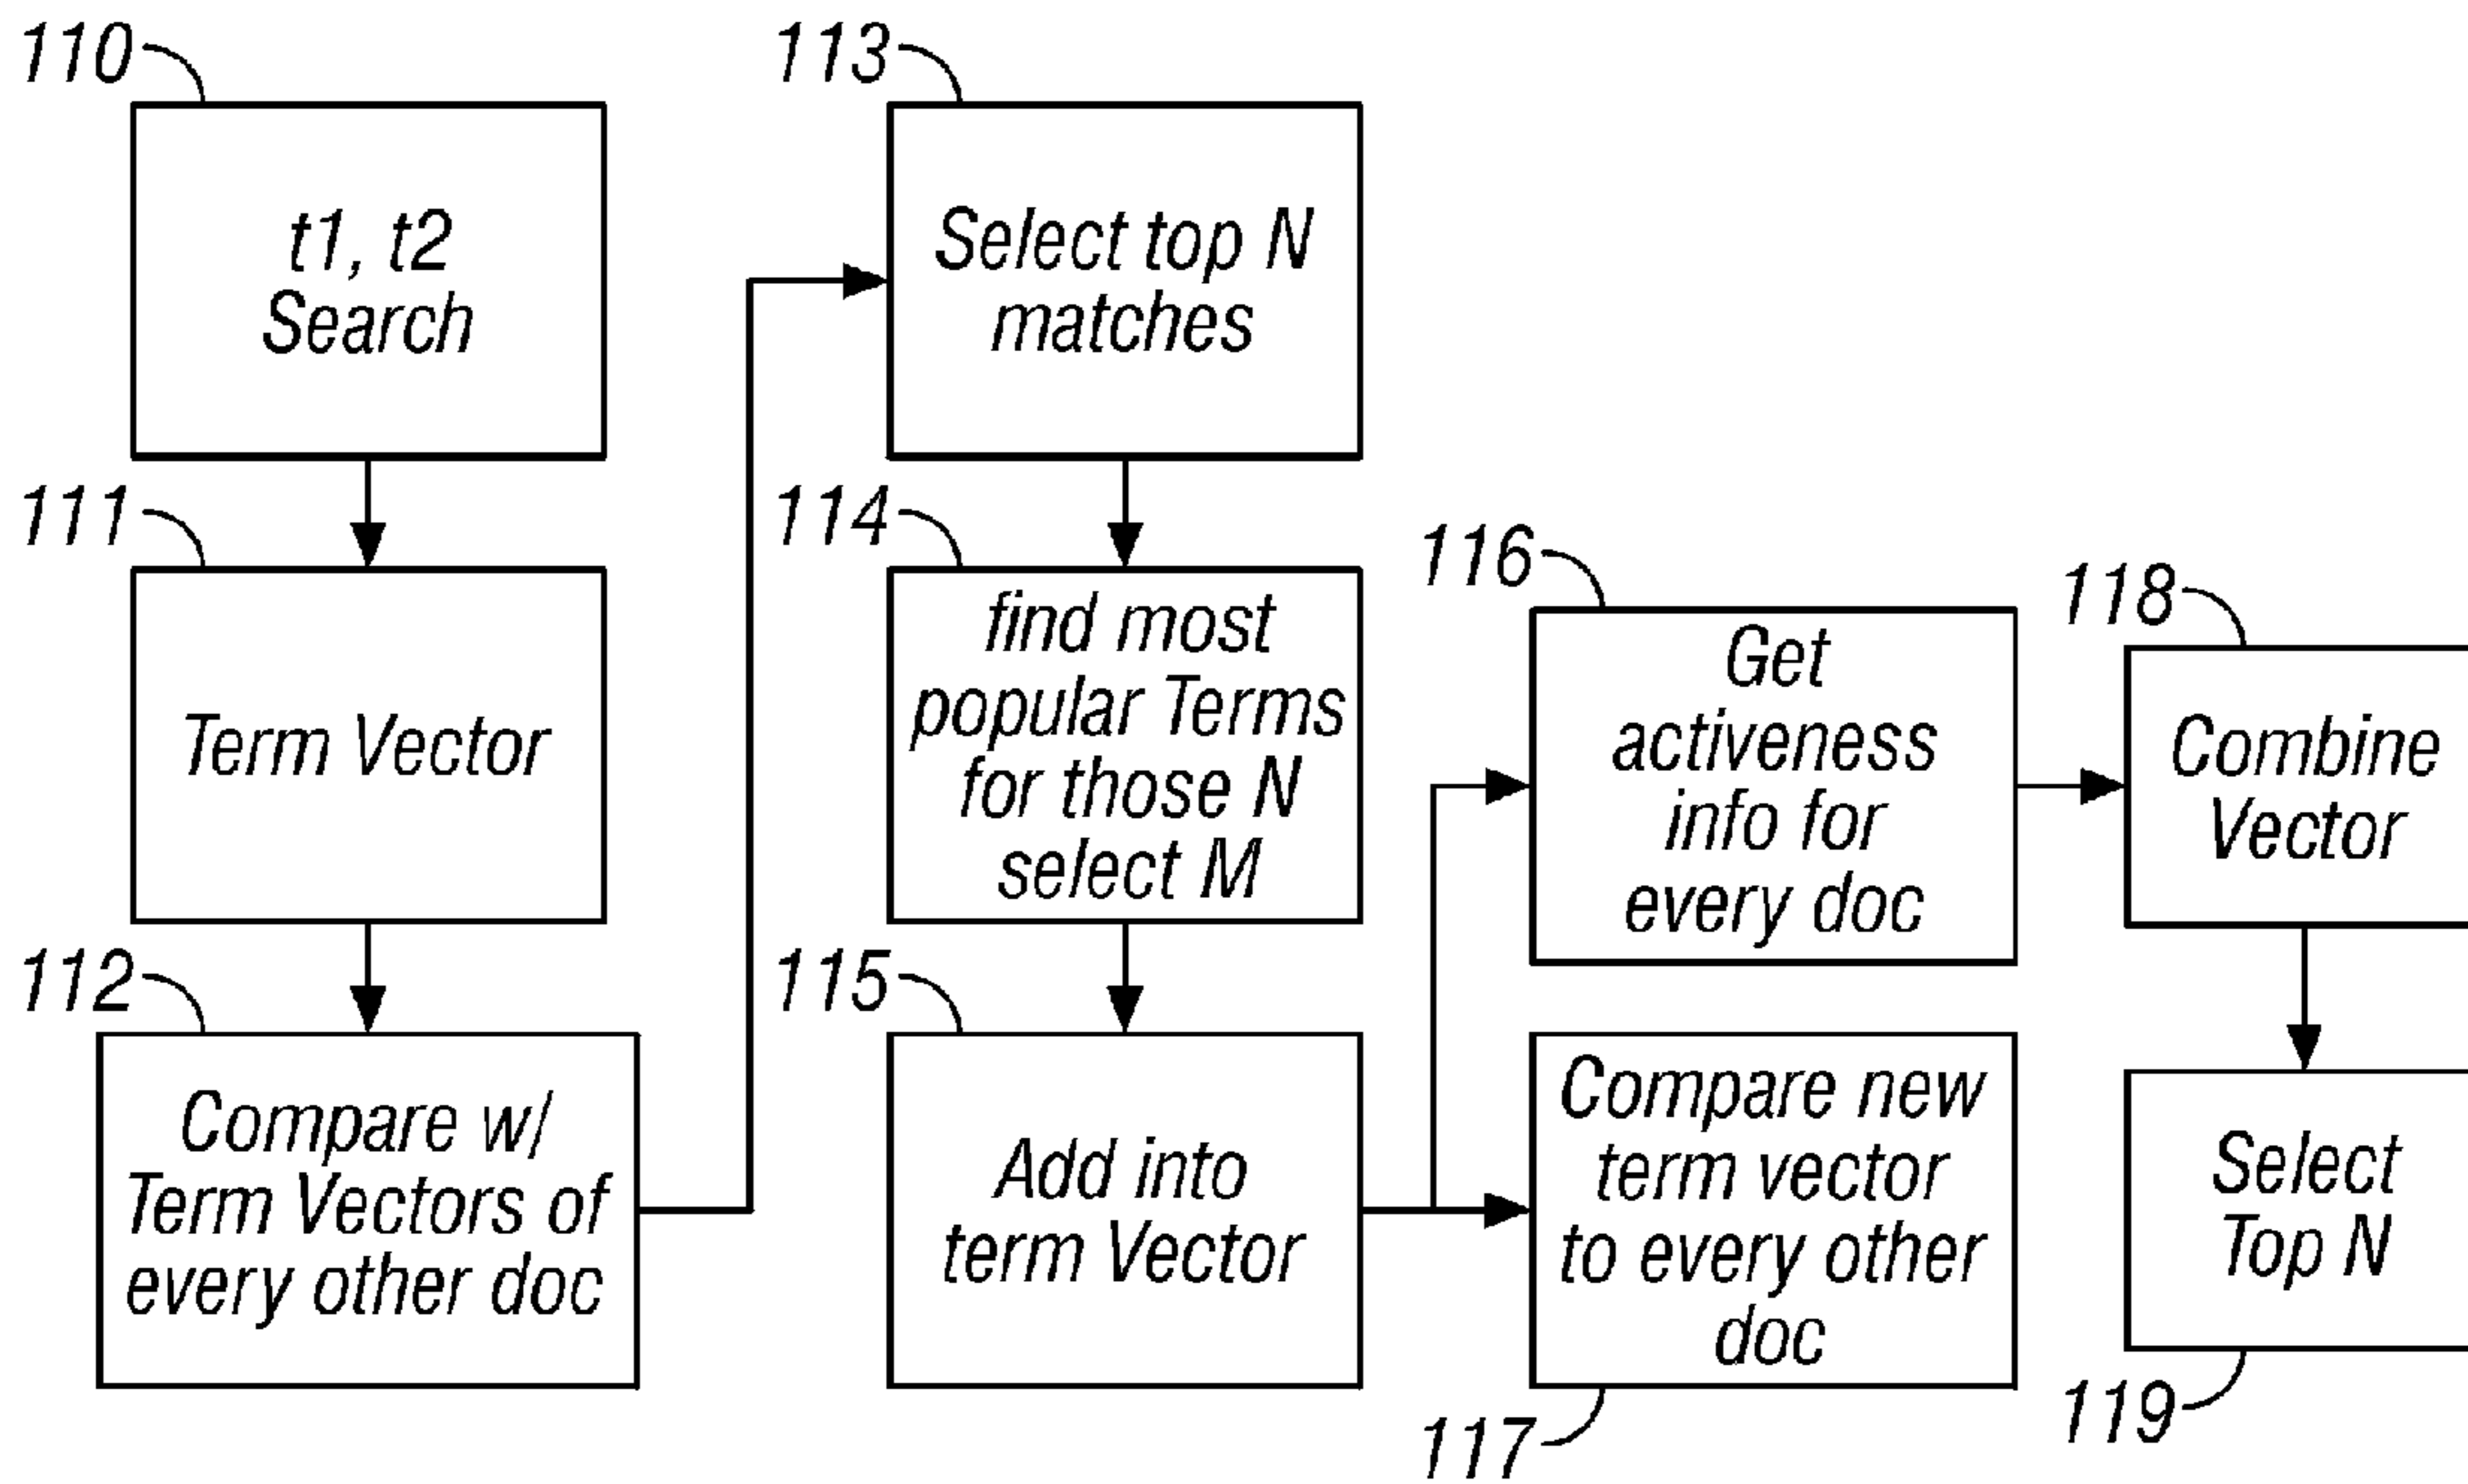 110
t1, t2
Search
111
Term Vector
112
Compare w/
Term Vectors of
every other doc
113
Select top N
matches
114
find most
popular Terms
for those N
select M
115
Add into
term Vector
116
Get
activeness
info for
every doc
117
Compare new
term vector
to every other
doc
118
Combine
Vector
119
Select
Top N